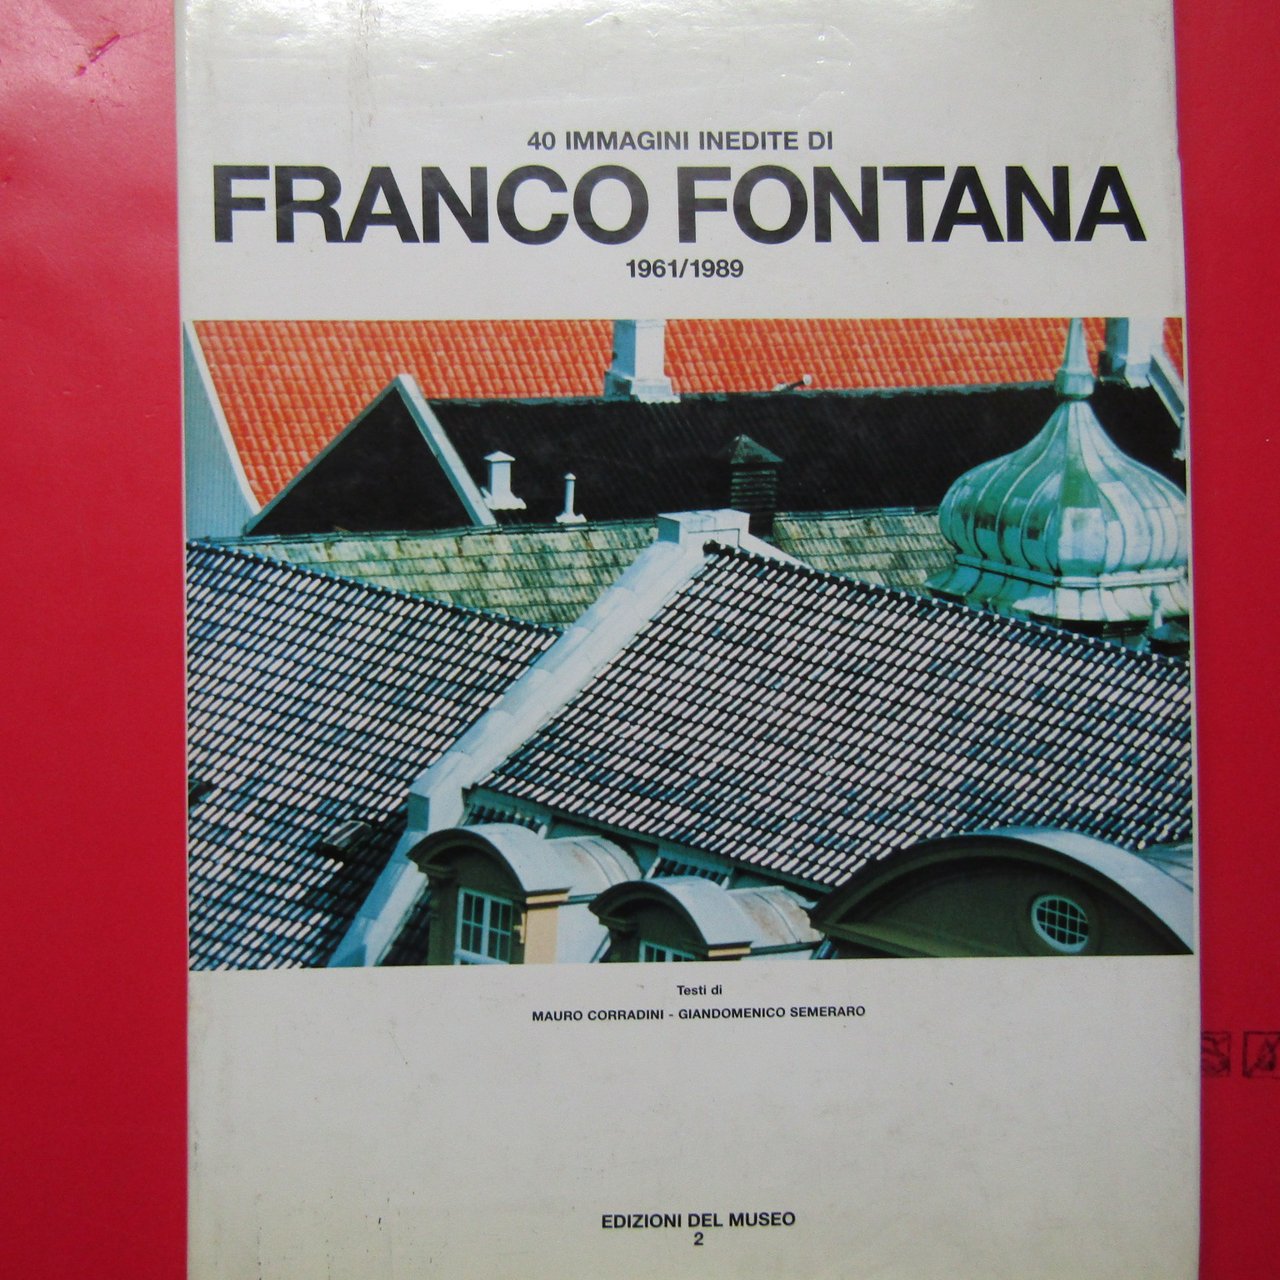 40 IMMAGINI INEDITE DI
FRANCO FONTANA
1961/1989
Testi di
MAURO CORRADINI - GIANDOMENICO SEMERARO
EDIZIONI DEL MUSEO
2